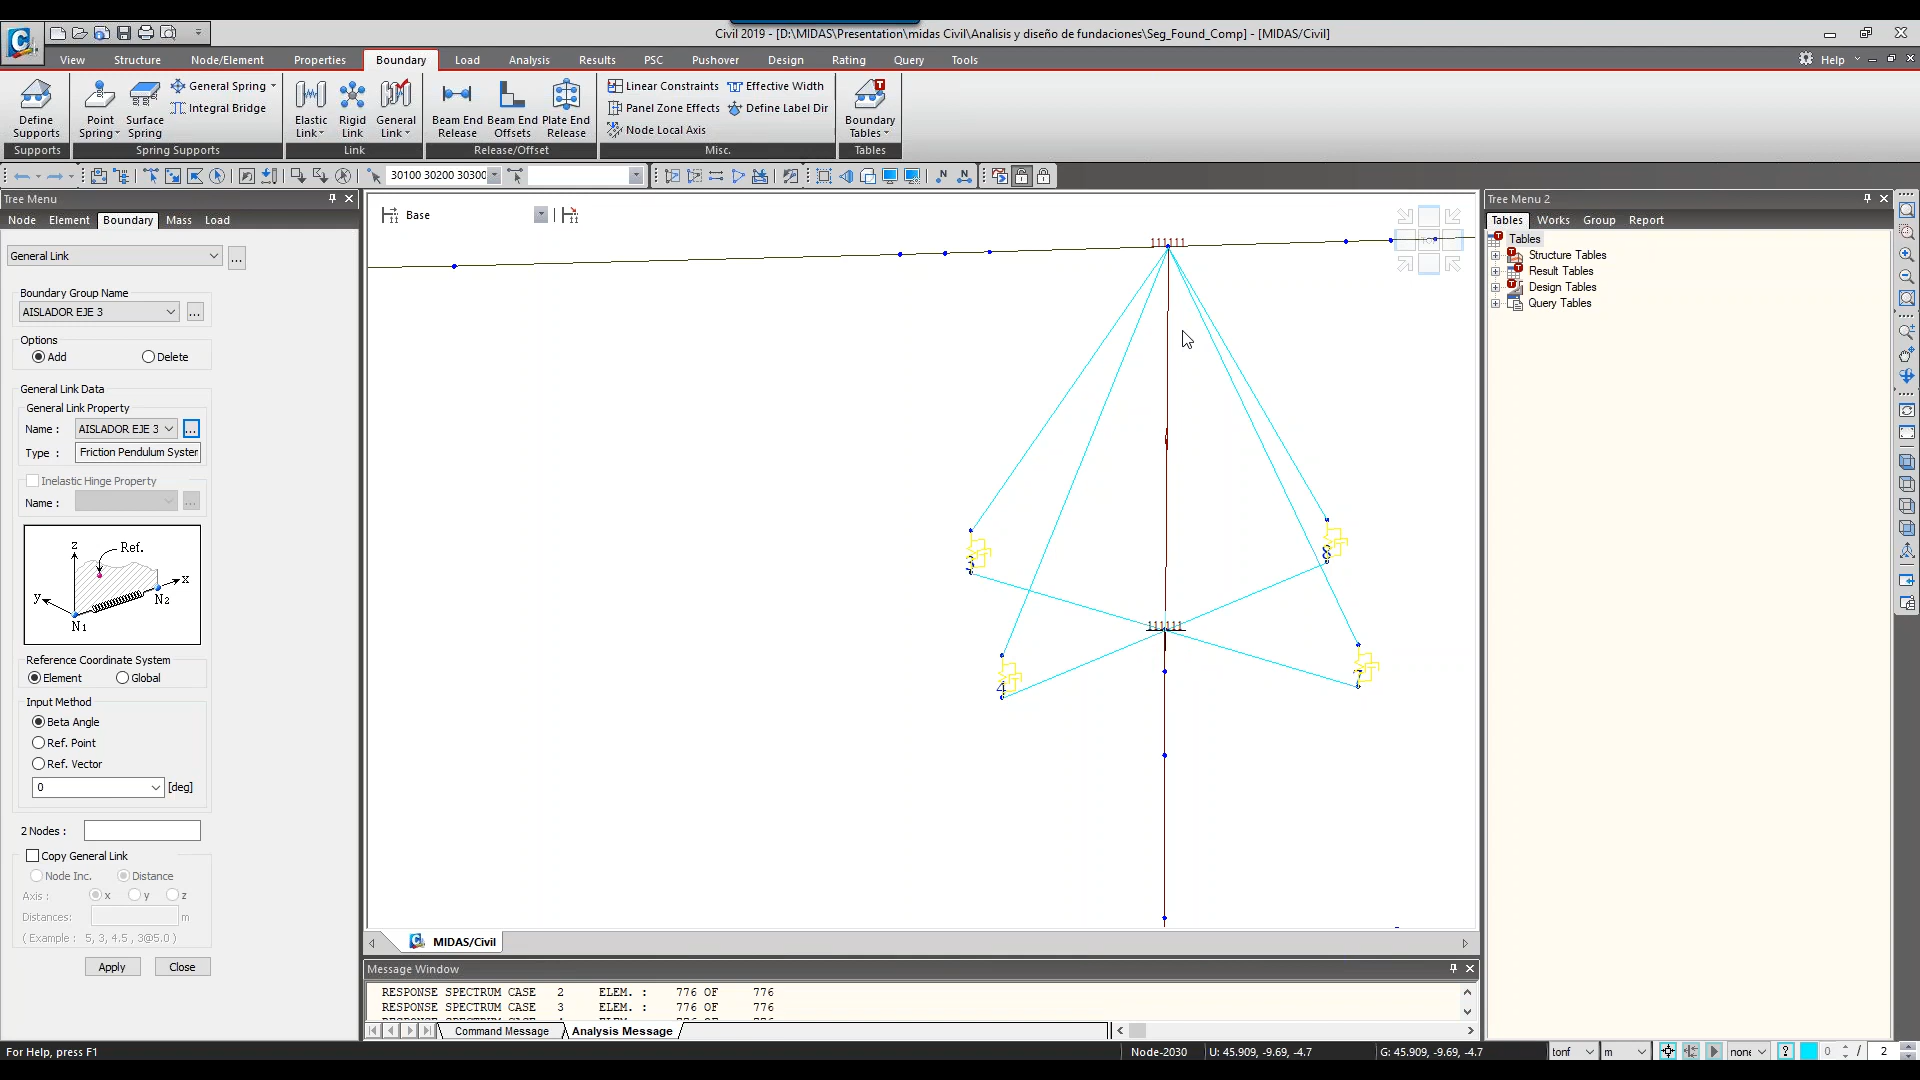 Civil 2019 - [D:\MIDAS\Presentation\midas Civil\Analisis y diseño de fundaciones\Seg_Found_Comp] - [MIDAS/Civil]
View Structure Node/Element Properties Boundary Load Analysis Results PSC Pushover Design Rating Query Tools Help
Define Supports
Point Spring
Surface Spring
General Spring
Integral Bridge
Elastic Link
Rigid Link
General Link
Beam End Release
Beam End Offsets
Plate End Release
Linear Constraints
Effective Width
Panel Zone Effects
Define Label Dir
Node Local Axis
Boundary Tables
Supports Spring Supports Link Release/Offset Misc. Tables
30100 30200 30300
Tree Menu
Node Element Boundary Mass Load
General Link
...
Boundary Group Name
AISLADOR EJE 3
...
Options
Add Delete
General Link Data
General Link Property
Name : AISLADOR EJE 3 ...
Type : Friction Pendulum System
Inelastic Hinge Property
Name : ...
z Ref. x y N2 N1
Reference Coordinate System
Element Global
Input Method
Beta Angle
Ref. Point
Ref. Vector
0 [deg]
2 Nodes :
Copy General Link
Node Inc. Distance
Axis : x y z
Distances: m
( Example : 5, 3, 4.5 , 3@5.0 )
Apply Close
Base
111111
8
111111
4
7
MIDAS/Civil
Message Window
RESPONSE SPECTRUM CASE 2 ELEM. : 776 OF 776
RESPONSE SPECTRUM CASE 3 ELEM. : 776 OF 776
Command Message Analysis Message
Tree Menu 2
Tables Works Group Report
Tables
Structure Tables
Result Tables
Design Tables
Query Tables
For Help, press F1
Node-2030 U: 45.909, -9.69, -4.7 G: 45.909, -9.69, -4.7 tonf m none ? 0 / 2